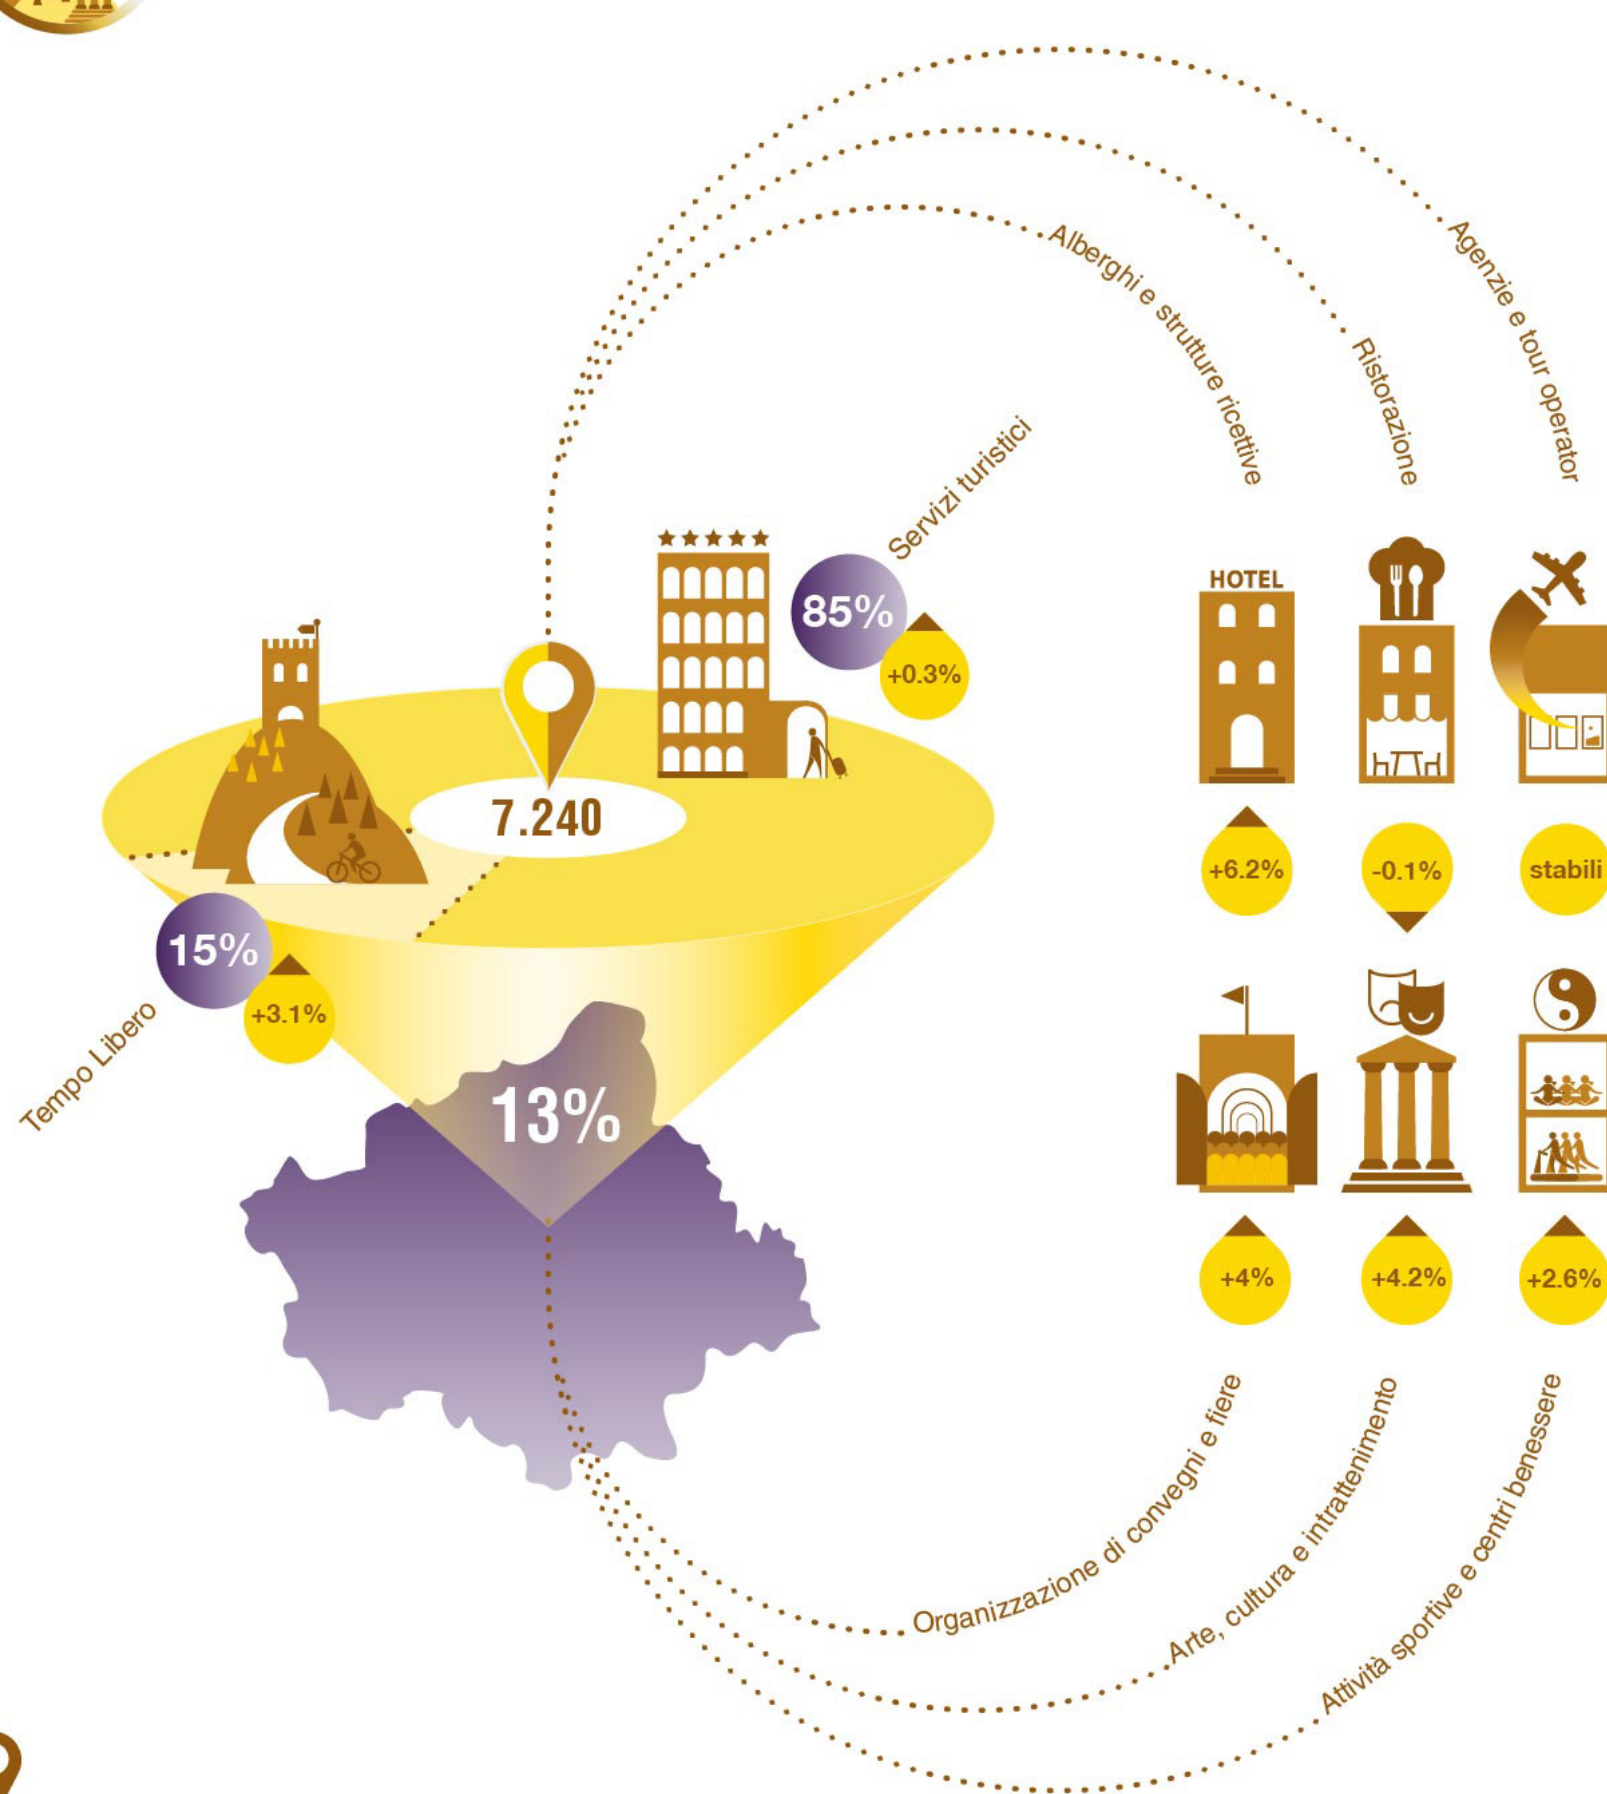 Agenzie e tour operator
Alberghi e strutture ricettive
Ristorazione
Servizi turistici
85%
+0.3%
HOTEL
7.240
+6.2%
-0.1%
stabili
15%
+3.1%
Tempo Libero
13%
+4%
+4.2%
+2.6%
Organizzazione di convegni e fiere
Arte, cultura e intrattenimento
Attività sportive e centri benessere